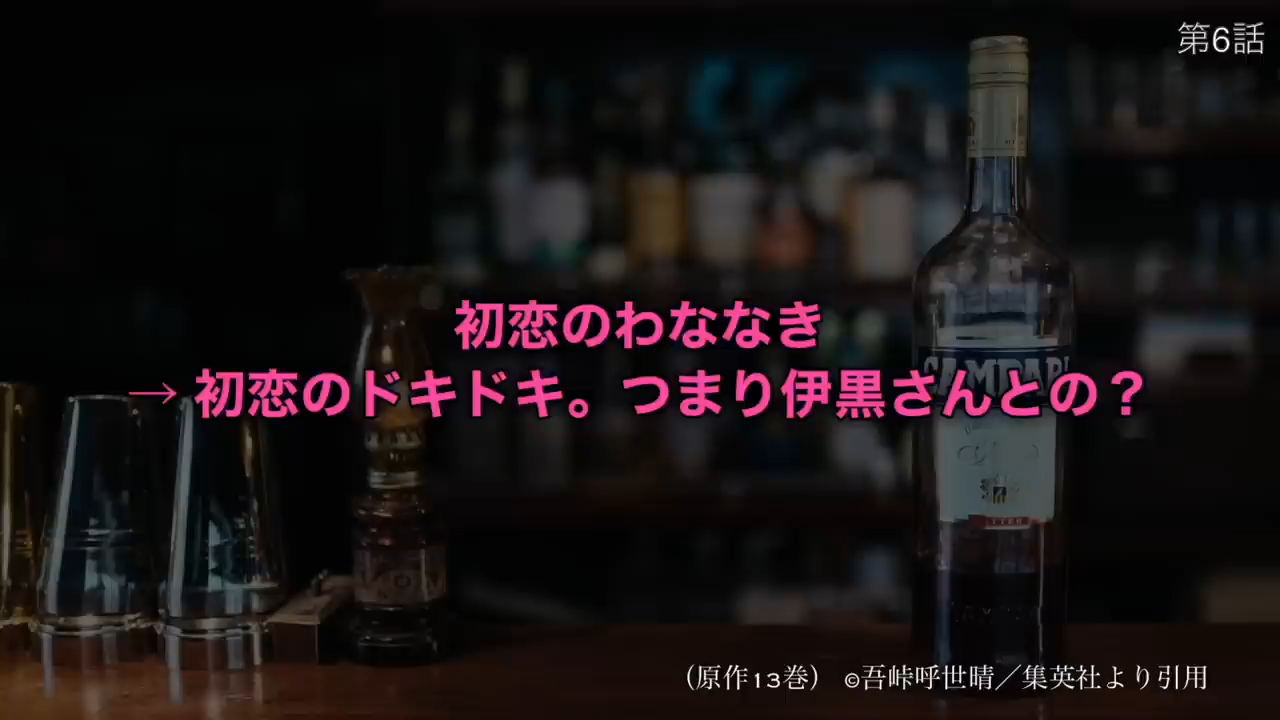 第6話
初恋のわななき
→ 初恋のドキドキ。つまり伊黒さんとの？
CAMPARI
（原作13巻） ©吾峠呼世晴／集英社より引用